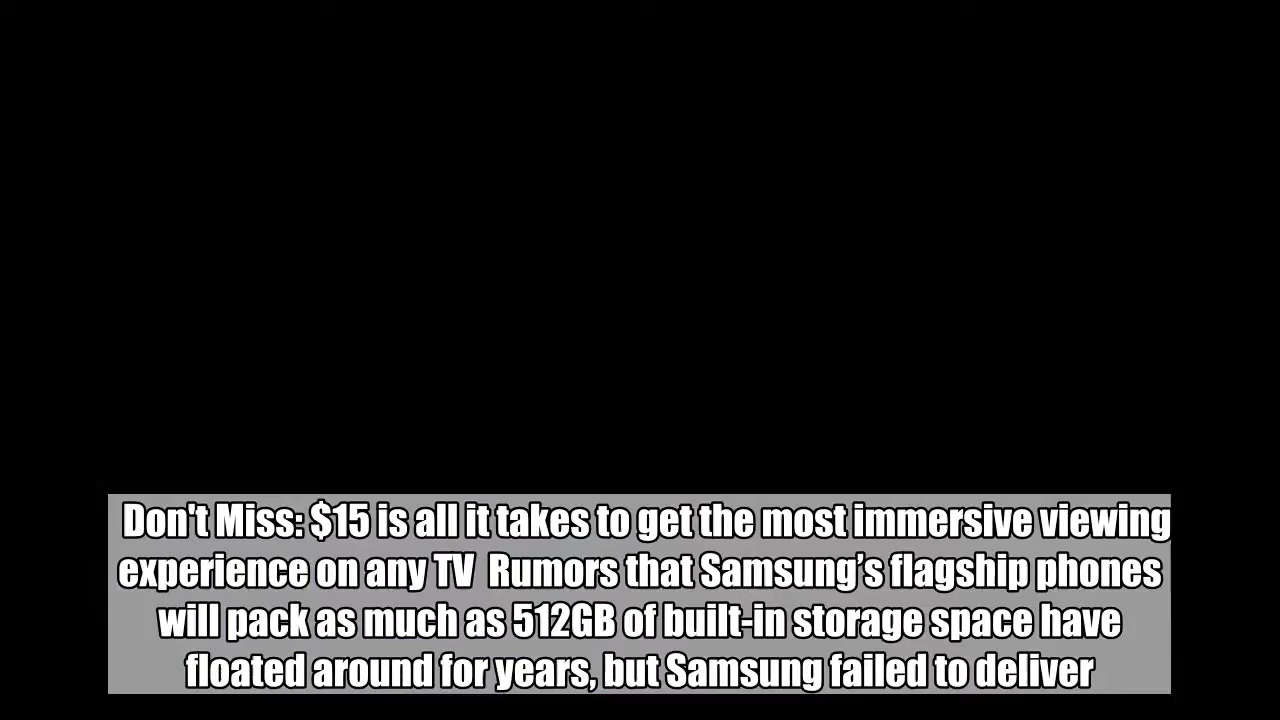 Don't Miss: $15 is all it takes to get the most immersive viewing
experience on any TV  Rumors that Samsung’s flagship phones
will pack as much as 512GB of built-in storage space have
floated around for years, but Samsung failed to deliver